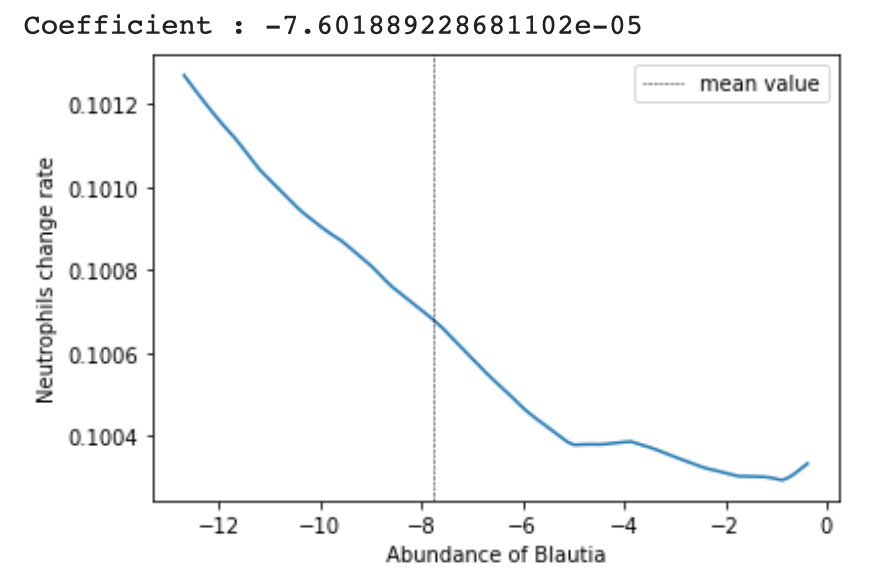 Coefficient : -7.601889228681102e-05
mean value
0.1012
0.1010
0.1008
0.1006
0.1004
Neutrophils change rate
−12 −10 −8 −6 −4 −2 0
Abundance of Blautia